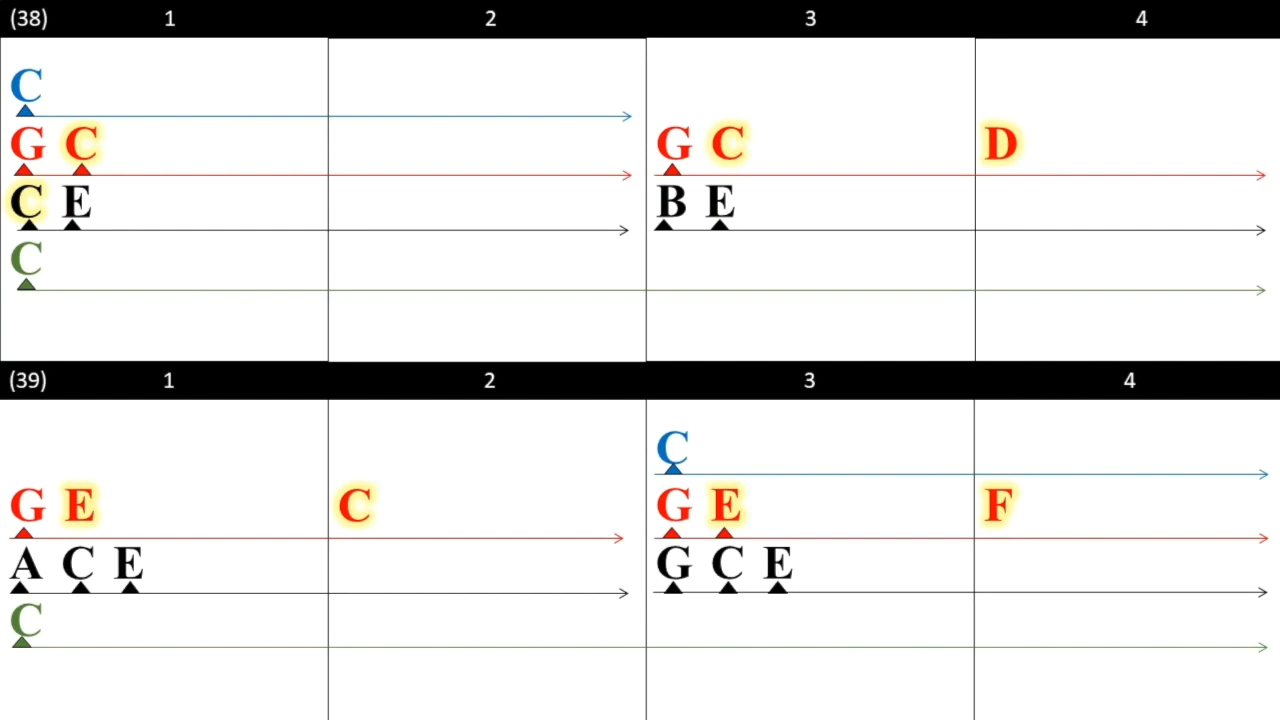 (38) 1 2 3 4
C
G C G C D
C E B E
C
(39) 1 2 3 4
C
G E C G E F
A C E G C E
C